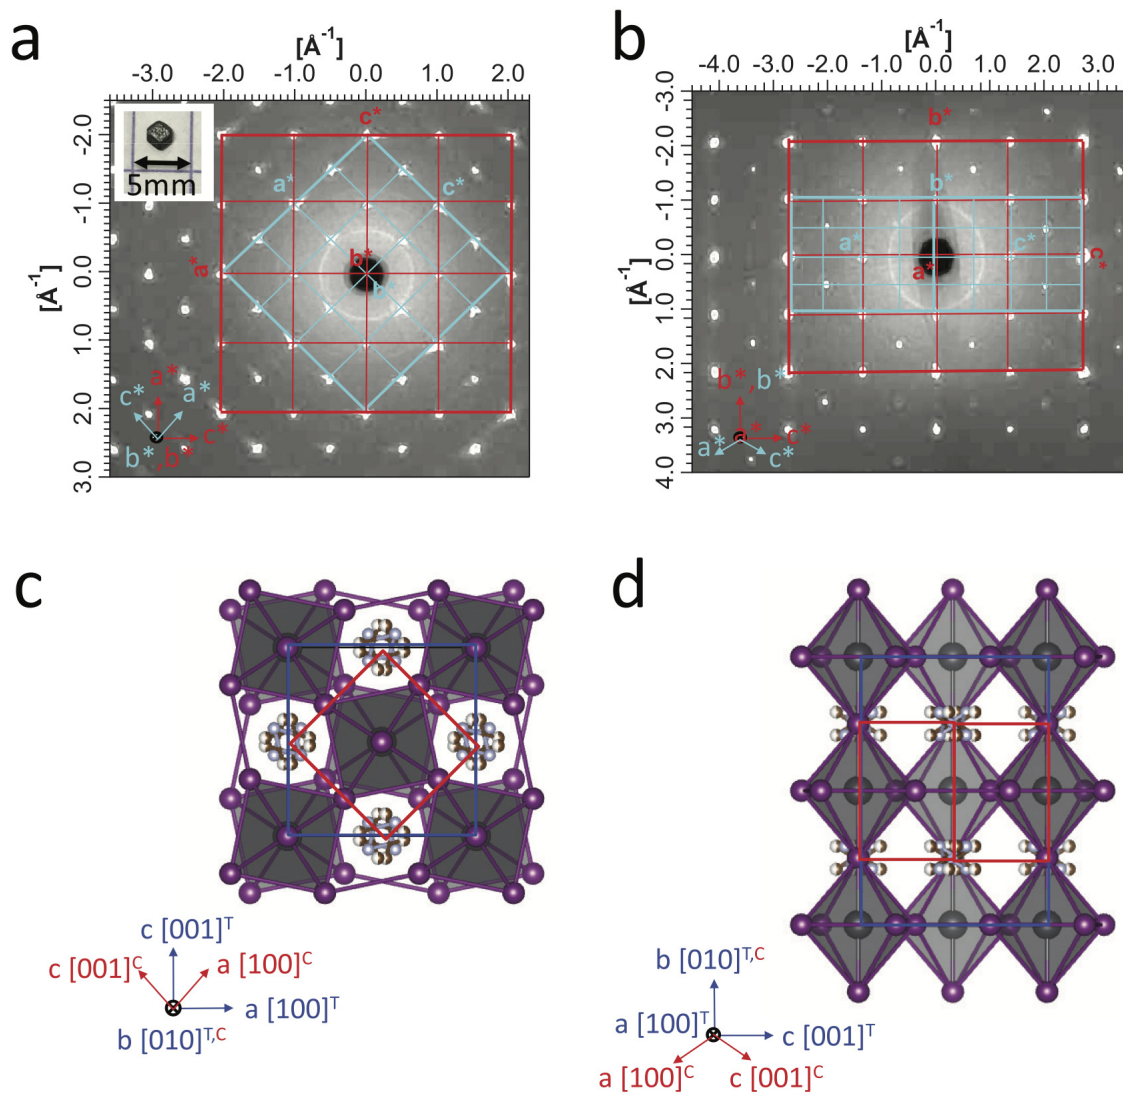 a
[Å-1]
-3.0 -2.0 -1.0 0.0 1.0 2.0
[Å-1]
-2.0
-1.0
0.0
1.0
2.0
3.0
5mm
c*
a*
c*
a*
b*
b
c*
a*
a*
c*
b*,b*
b
[Å-1]
-4.0 -3.0 -2.0 -1.0 0.0 1.0 2.0 3.0
[Å-1]
-3.0
-2.0
-1.0
0.0
1.0
2.0
3.0
4.0
b*
b*
a*
c*
c*
a*
b*,b*
a*
c*
a*
c*
c
c [001]T
c [001]C
a [100]C
a [100]T
b [010]T,C
d
b [010]T,C
a [100]T
c [001]T
a [100]C
c [001]C